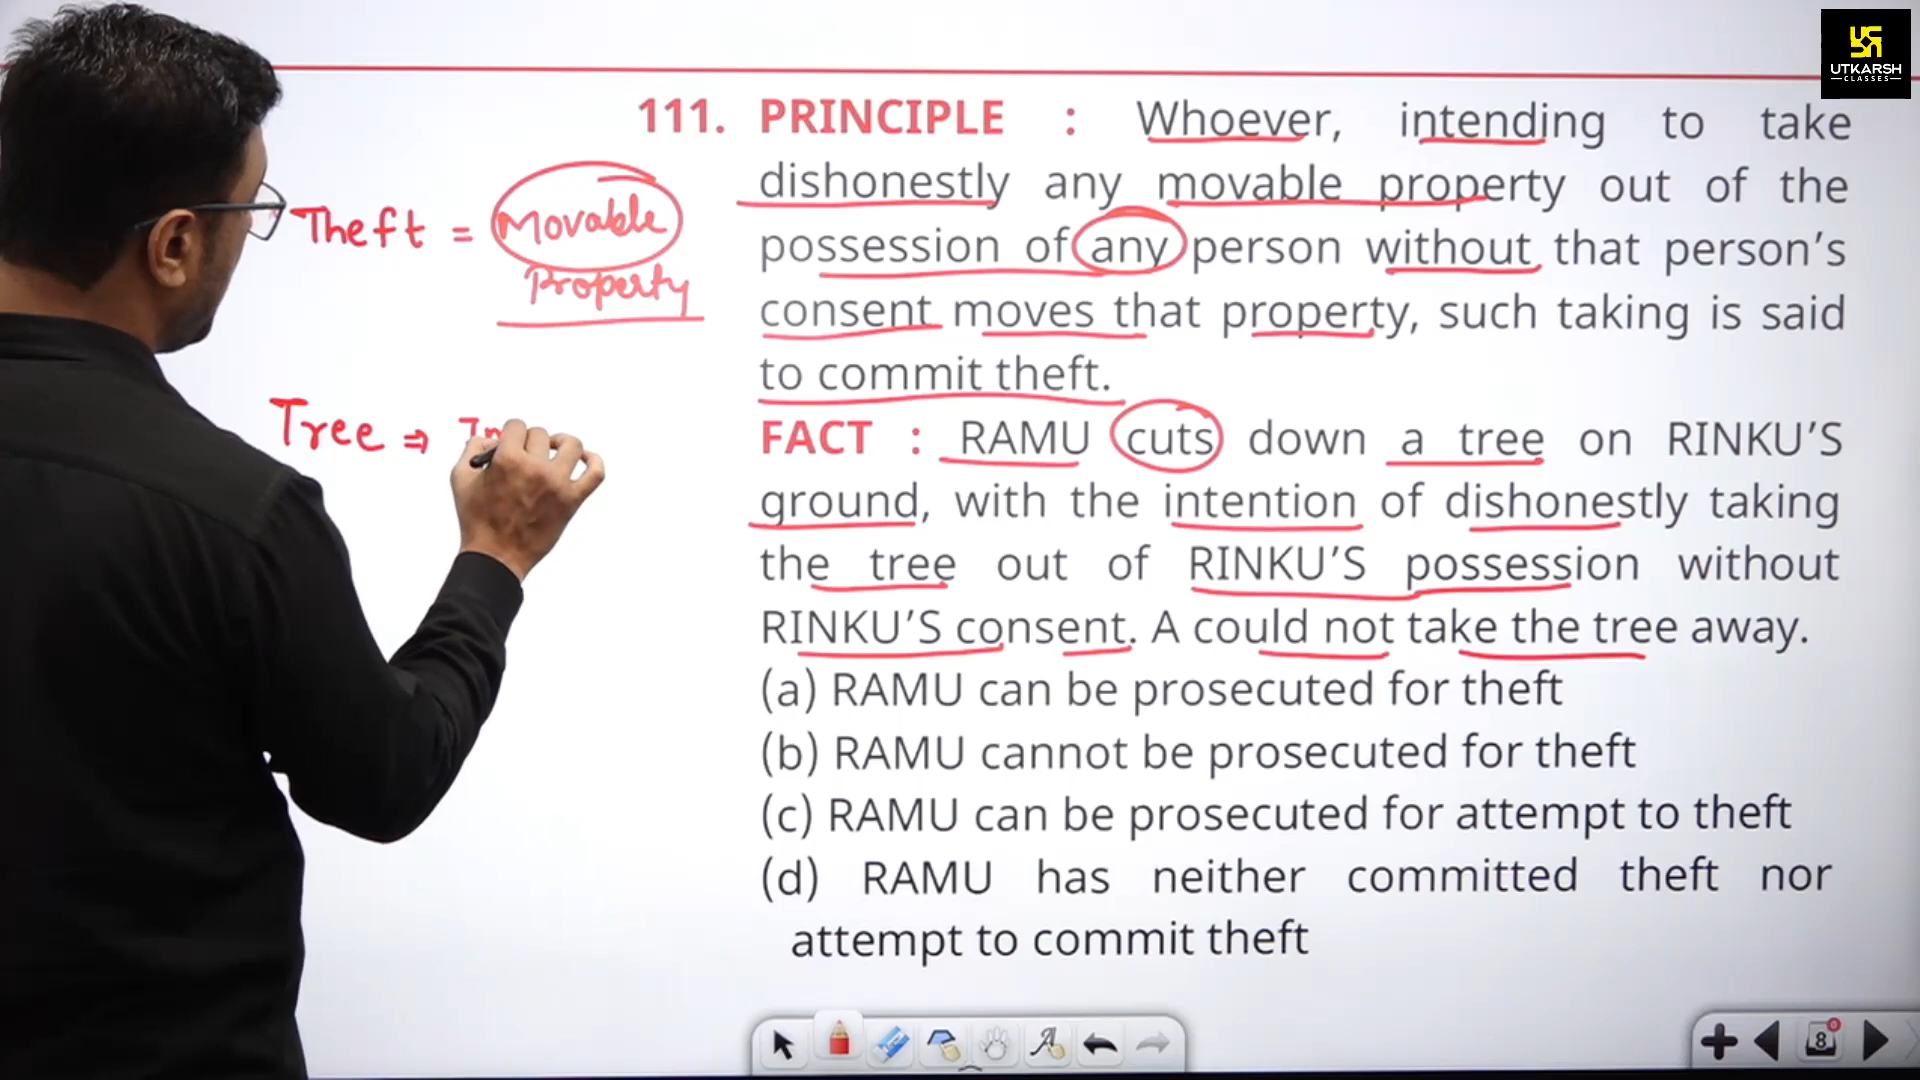 UTKARSH
CLASSES
111. PRINCIPLE : Whoever, intending to take
dishonestly any movable property out of the
possession of any person without that person's
consent moves that property, such taking is said
to commit theft.
FACT : RAMU cuts down a tree on RINKU'S
ground, with the intention of dishonestly taking
the tree out of RINKU'S possession without
RINKU'S consent. A could not take the tree away.
(a) RAMU can be prosecuted for theft
(b) RAMU cannot be prosecuted for theft
(c) RAMU can be prosecuted for attempt to theft
(d) RAMU has neither committed theft nor
attempt to commit theft
Theft = Movable
Property
Tree ⇒
8